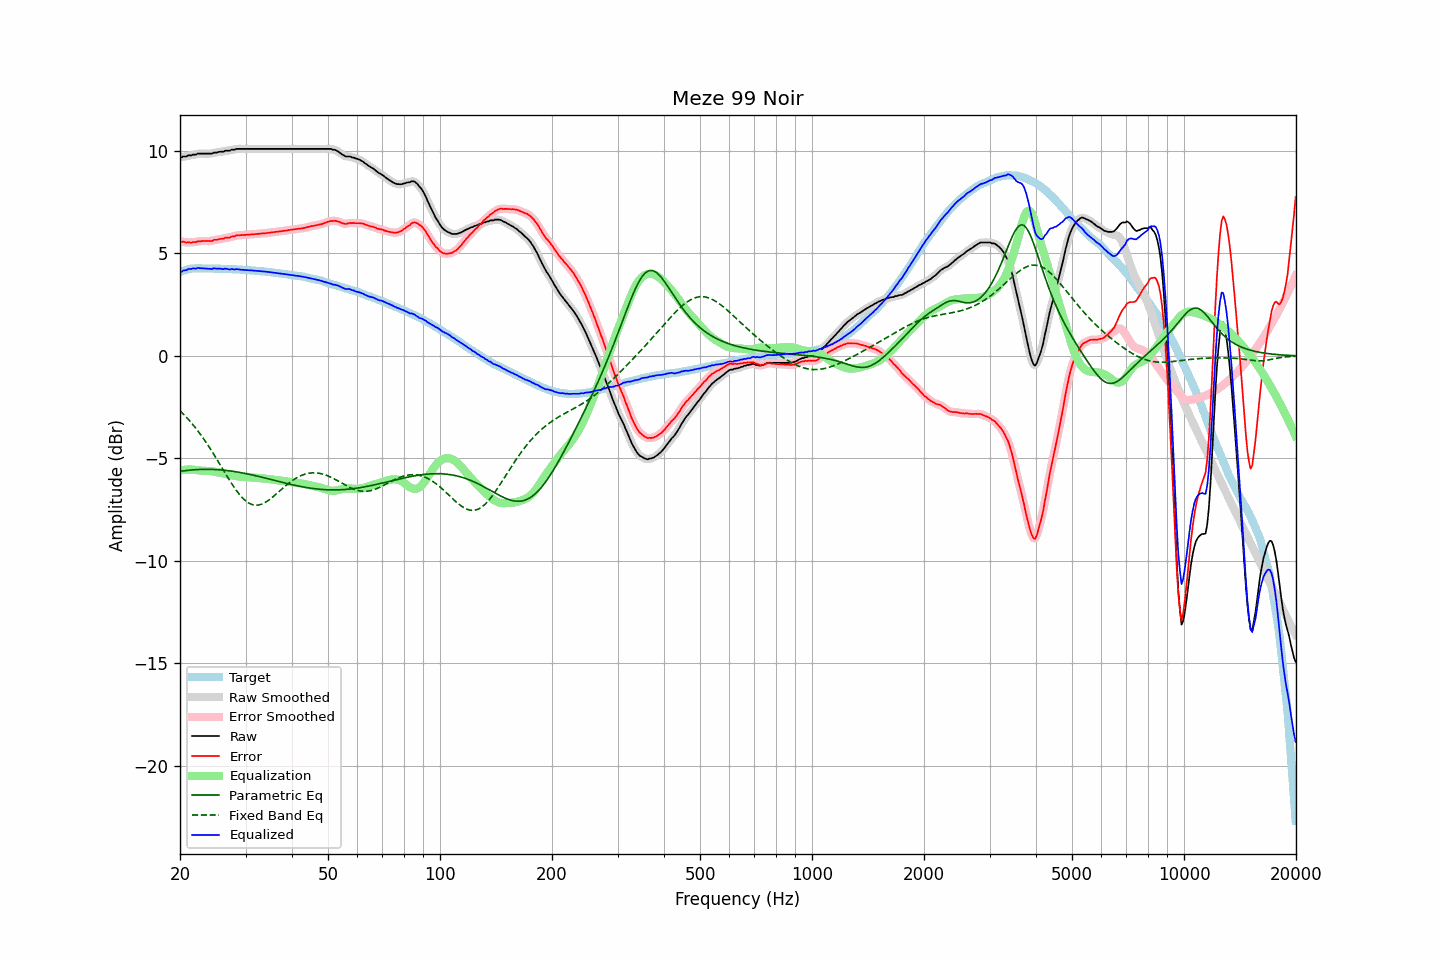 Meze 99 Noir
10
5
0
−5
−10
−15
−20
Amplitude (dBr)
Target
Raw Smoothed
Error Smoothed
Raw
Error
Equalization
Parametric Eq
Fixed Band Eq
Equalized
20 50 100 200 500 1000 2000 5000 10000 20000
Frequency (Hz)